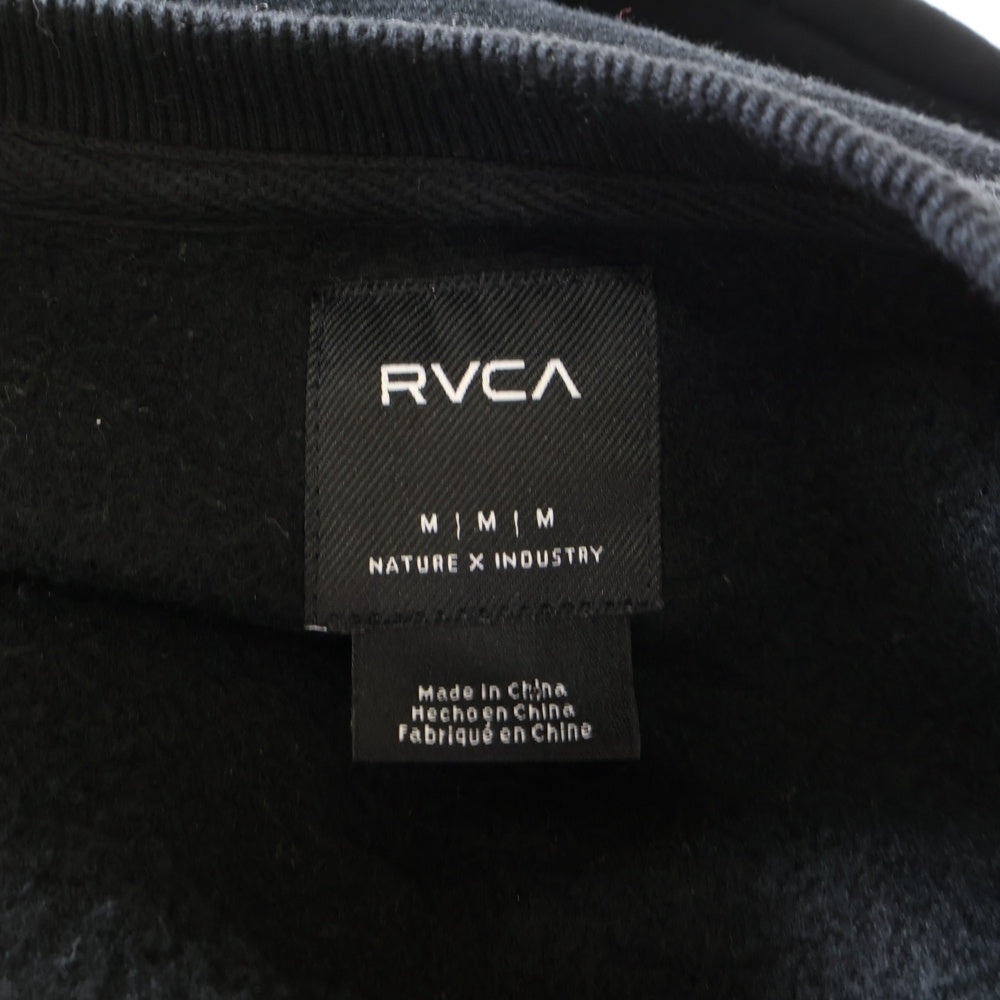 RVCA
M | M | M
NATURE X INDUSTRY
Made in China
Hecho en China
Fabriqué en Chine